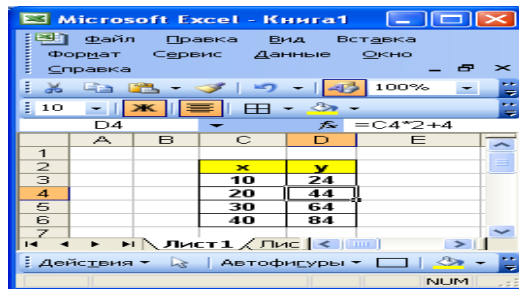 Microsoft Excel - Книга1
Файл Правка Вид Вставка
Формат Сервис Данные Окно
Справка
100%
10 Ж
D4 fx =C4*2+4
A B C D E
1
2 x y
3 10 24
4 20 44
5 30 64
6 40 84
7
Лист1 Лис
Действия Автофигуры
NUM